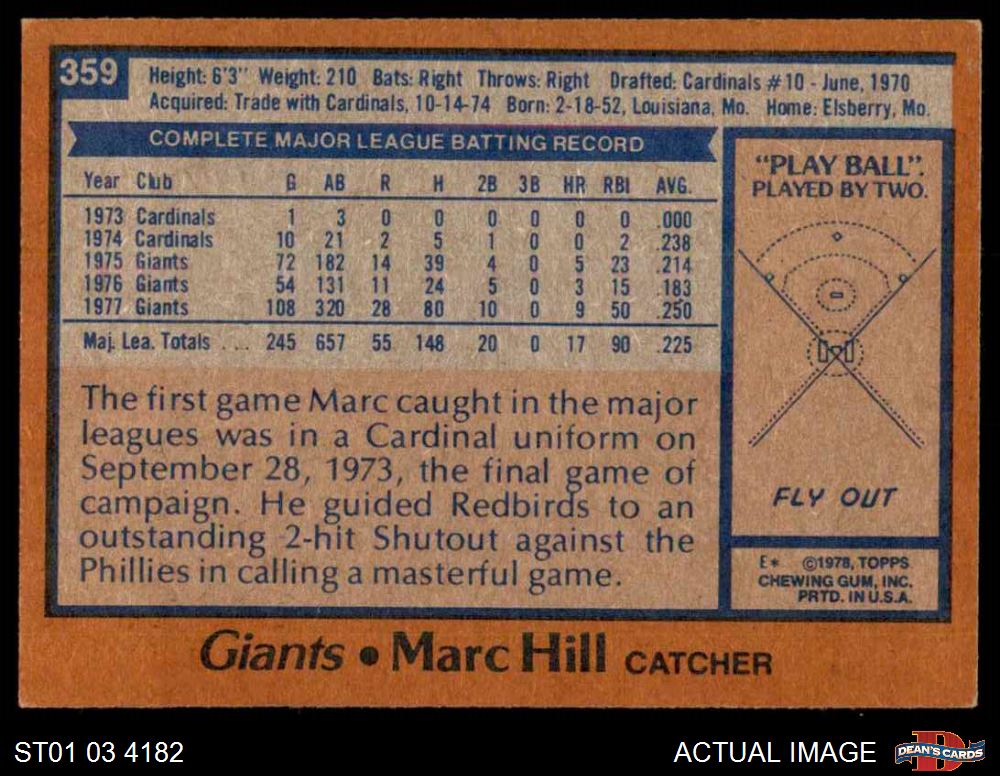 359
Height: 6'3" Weight: 210 Bats: Right Throws: Right Drafted: Cardinals #10 - June, 1970
Acquired: Trade with Cardinals, 10-14-74 Born: 2-18-52, Louisiana, Mo. Home: Elsberry, Mo.
COMPLETE MAJOR LEAGUE BATTING RECORD
Year Club G AB R H 2B 3B HR RBI AVG.
1973 Cardinals 1 3 0 0 0 0 0 0 .000
1974 Cardinals 10 21 2 5 1 0 0 2 .238
1975 Giants 72 182 14 39 4 0 5 23 .214
1976 Giants 54 131 11 24 5 0 3 15 .183
1977 Giants 108 320 28 80 10 0 9 50 .250
Maj. Lea. Totals .... 245 657 55 148 20 0 17 90 .225
The first game Marc caught in the major
leagues was in a Cardinal uniform on
September 28, 1973, the final game of
campaign. He guided Redbirds to an
outstanding 2-hit Shutout against the
Phillies in calling a masterful game.
"PLAY BALL".
PLAYED BY TWO.
FLY OUT
E* ©1978, TOPPS
CHEWING GUM, INC.
PRTD. IN U.S.A.
Giants • Marc Hill CATCHER
ST01 03 4182
ACTUAL IMAGE
D
DEAN'S CARDS